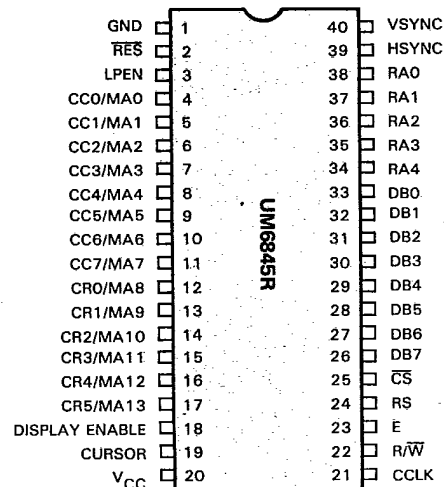 GND 1 40 VSYNC
R̅E̅S̅ 2 39 HSYNC
LPEN 3 38 RA0
CC0/MA0 4 37 RA1
CC1/MA1 5 36 RA2
CC2/MA2 6 35 RA3
CC3/MA3 7 34 RA4
CC4/MA4 8 33 DB0
CC5/MA5 9 32 DB1
CC6/MA6 10 31 DB2
CC7/MA7 11 30 DB3
CR0/MA8 12 29 DB4
CR1/MA9 13 28 DB5
CR2/MA10 14 27 DB6
CR3/MA11 15 26 DB7
CR4/MA12 16 25 C̅S̅
CR5/MA13 17 24 RS
DISPLAY ENABLE 18 23 E
CURSOR 19 22 R/W̅
VCC 20 21 CCLK
UM6845R